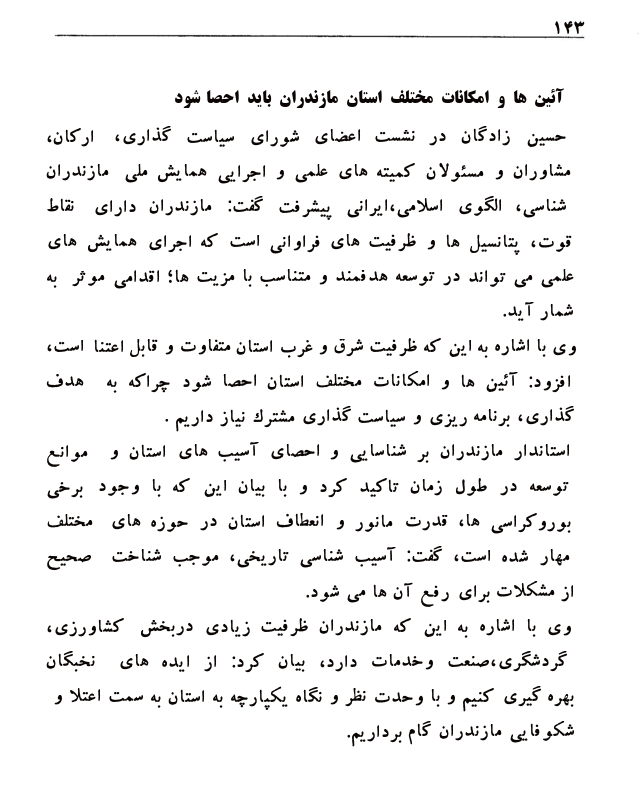 ۱۴۳
آئین ها و امکانات مختلف استان مازندران باید احصا شود
حسین زادگان در نشست اعضای شورای سیاست گذاری، ارکان،
مشاوران و مسئولان کمیته های علمی و اجرایی همایش ملی مازندران
شناسی، الگوی اسلامی،ایرانی پیشرفت گفت: مازندران دارای نقاط
قوت، پتانسیل ها و ظرفیت های فراوانی است که اجرای همایش های
علمی می تواند در توسعه هدفمند و متناسب با مزیت ها؛ اقدامی موثر به
شمار آید.
وی با اشاره به این که ظرفیت شرق و غرب استان متفاوت و قابل اعتنا است،
افزود: آئین ها و امکانات مختلف استان احصا شود چراکه به هدف
گذاری، برنامه ریزی و سیاست گذاری مشترك نیاز داریم .
استاندار مازندران بر شناسایی و احصای آسیب های استان و موانع
توسعه در طول زمان تاکید کرد و با بیان این که با وجود برخی
بوروکراسی ها، قدرت مانور و انعطاف استان در حوزه های مختلف
مهار شده است، گفت: آسیب شناسی تاریخی، موجب شناخت صحیح
از مشکلات برای رفع آن ها می شود.
وی با اشاره به این که مازندران ظرفیت زیادی دربخش کشاورزی،
گردشگری،صنعت وخدمات دارد، بیان کرد: از ایده های نخبگان
بهره گیری کنیم و با وحدت نظر و نگاه یکپارچه به استان به سمت اعتلا و
شکوفایی مازندران گام برداریم.